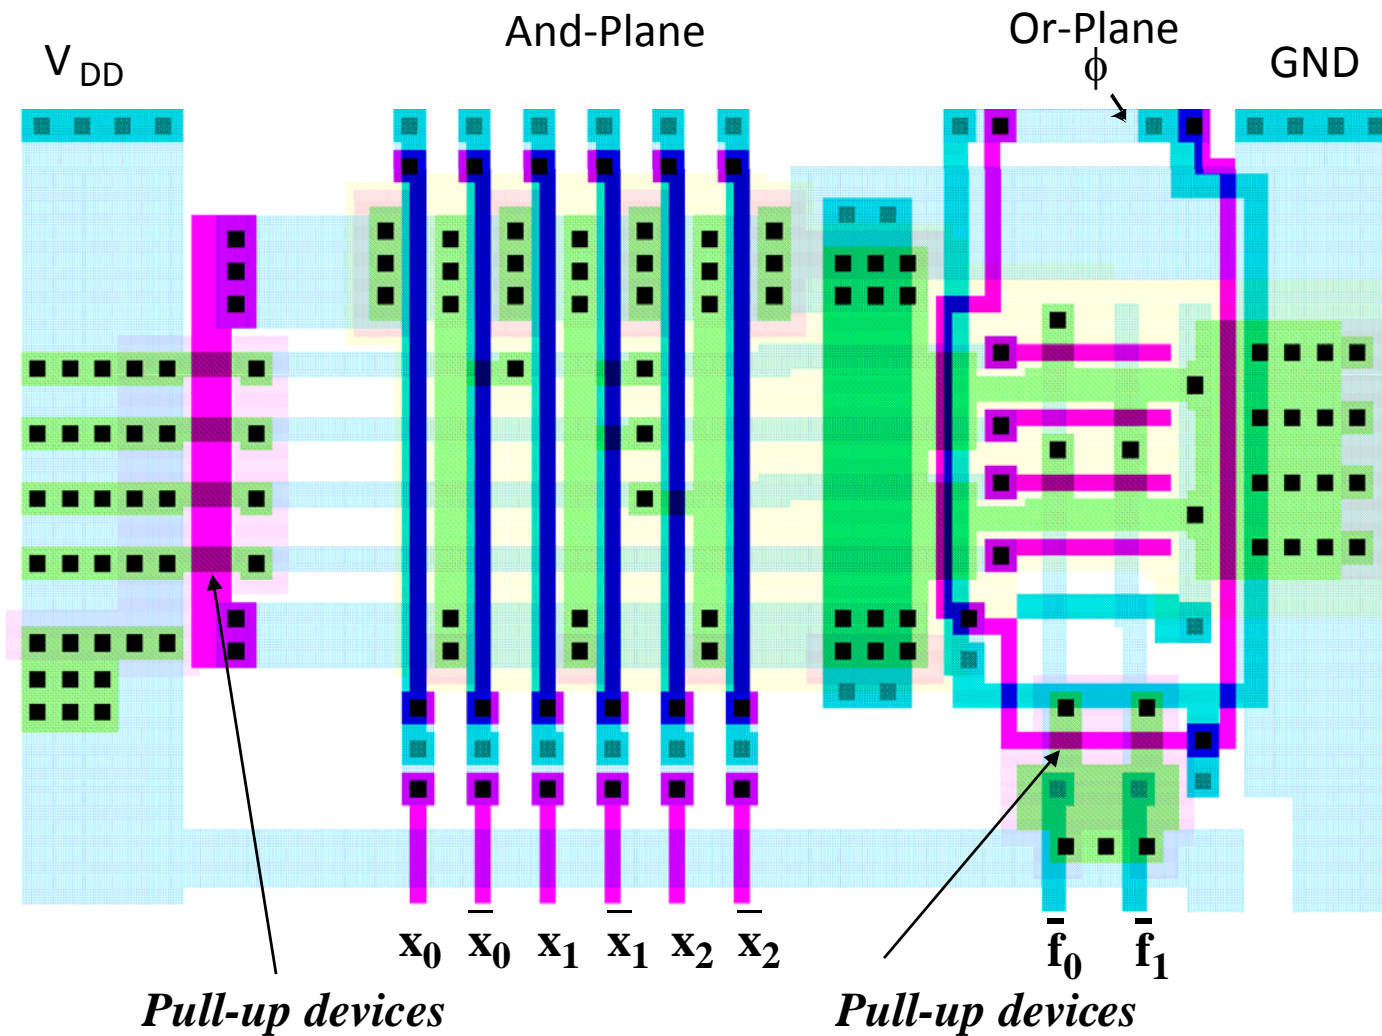 And-Plane
Or-Plane
V DD
ϕ
GND
x₀ x̅₀ x₁ x̅₁ x₂ x̅₂
f̅₀ f̅₁
Pull-up devices
Pull-up devices